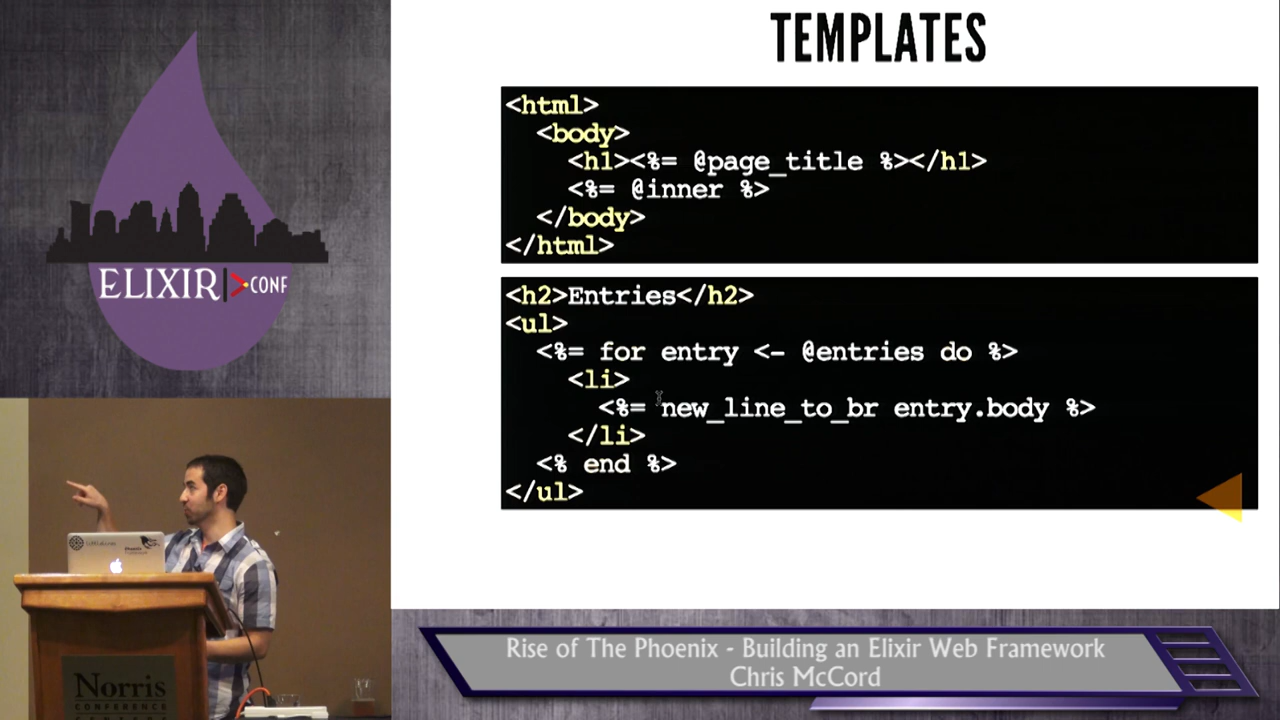 TEMPLATES
<html>
  <body>
    <h1><%= @page_title %></h1>
    <%= @inner %>
  </body>
</html>
<h2>Entries</h2>
<ul>
  <%= for entry <- @entries do %>
    <li>
      <%= new_line_to_br entry.body %>
    </li>
  <% end %>
</ul>
ELIXIR
CONF
Norris
CONFERENCE
CENTERS
Rise of The Phoenix - Building an Elixir Web Framework
Chris McCord